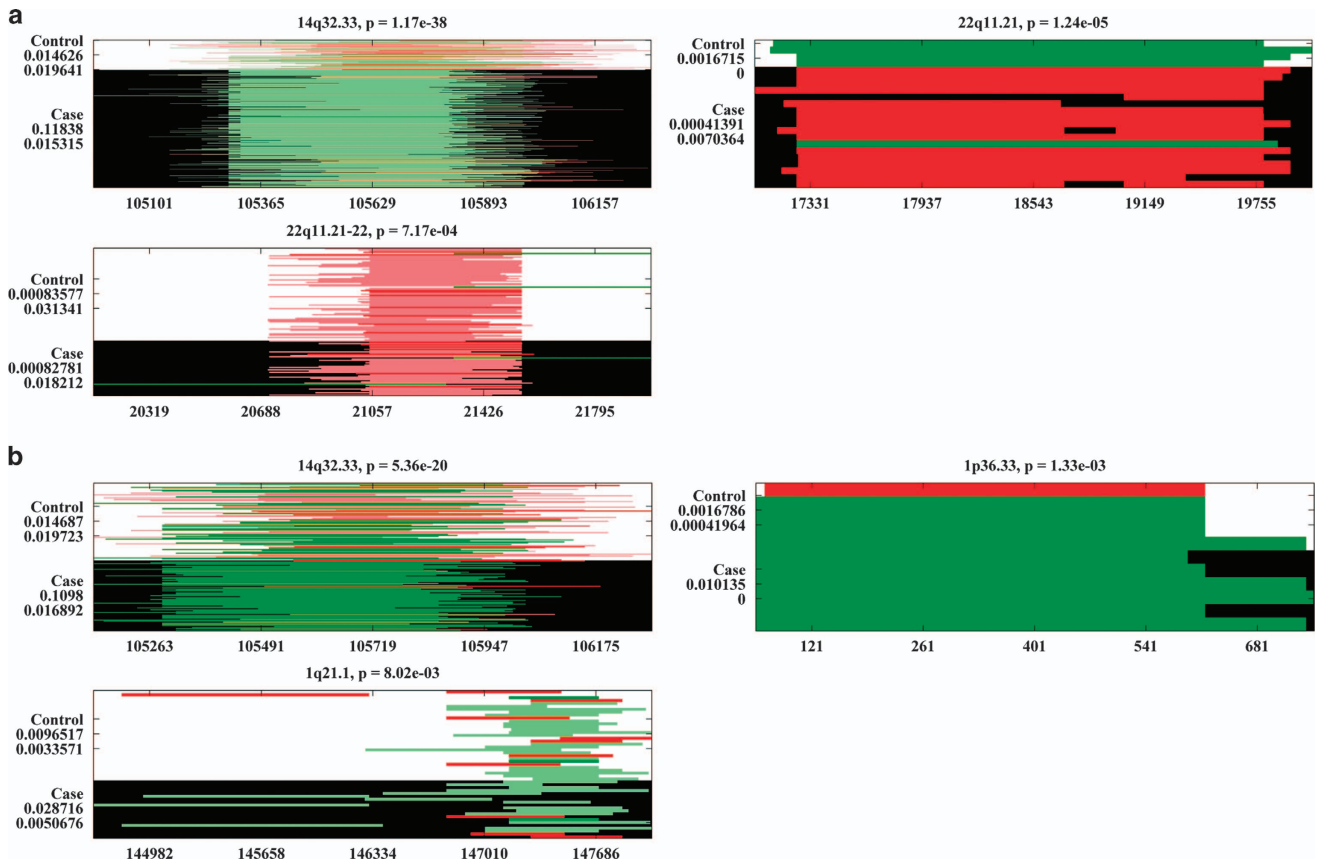 a
14q32.33, p = 1.17e-38
Control
0.014626
0.019641
Case
0.11838
0.015315
105101 105365 105629 105893 106157
22q11.21, p = 1.24e-05
Control
0.0016715
0
Case
0.00041391
0.0070364
17331 17937 18543 19149 19755
22q11.21-22, p = 7.17e-04
Control
0.00083577
0.031341
Case
0.00082781
0.018212
20319 20688 21057 21426 21795
b
14q32.33, p = 5.36e-20
Control
0.014687
0.019723
Case
0.1098
0.016892
105263 105491 105719 105947 106175
1p36.33, p = 1.33e-03
Control
0.0016786
0.00041964
Case
0.010135
0
121 261 401 541 681
1q21.1, p = 8.02e-03
Control
0.0096517
0.0033571
Case
0.028716
0.0050676
144982 145658 146334 147010 147686